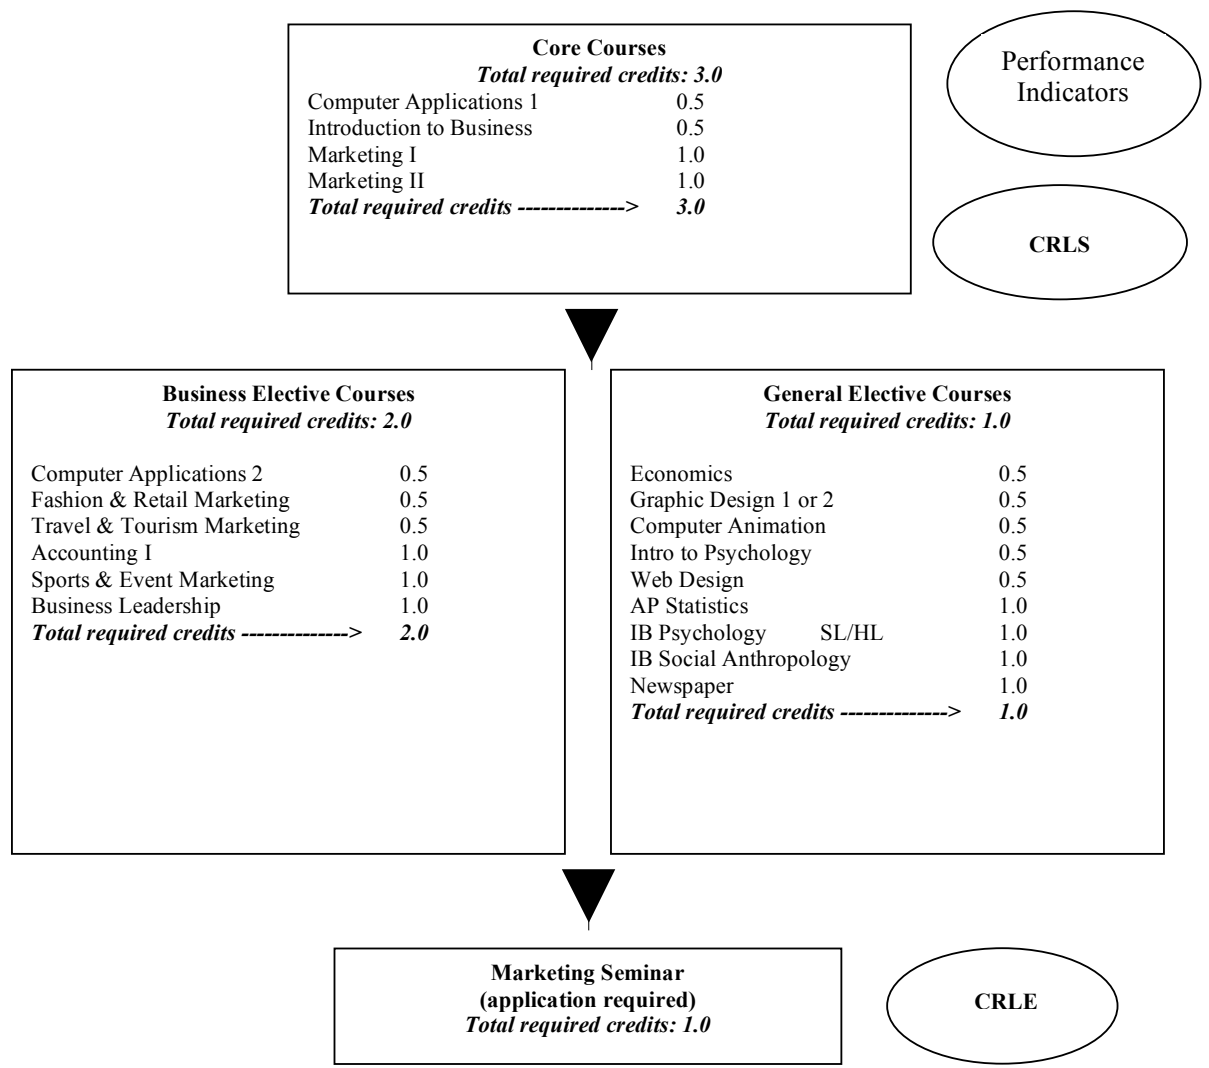 Core Courses
Total required credits: 3.0
Computer Applications 1 0.5
Introduction to Business 0.5
Marketing I 1.0
Marketing II 1.0
Total required credits --------------> 3.0
Performance
Indicators
CRLS
Business Elective Courses
Total required credits: 2.0
Computer Applications 2 0.5
Fashion & Retail Marketing 0.5
Travel & Tourism Marketing 0.5
Accounting I 1.0
Sports & Event Marketing 1.0
Business Leadership 1.0
Total required credits --------------> 2.0
General Elective Courses
Total required credits: 1.0
Economics 0.5
Graphic Design 1 or 2 0.5
Computer Animation 0.5
Intro to Psychology 0.5
Web Design 0.5
AP Statistics 1.0
IB Psychology SL/HL 1.0
IB Social Anthropology 1.0
Newspaper 1.0
Total required credits --------------> 1.0
Marketing Seminar
(application required)
Total required credits: 1.0
CRLE